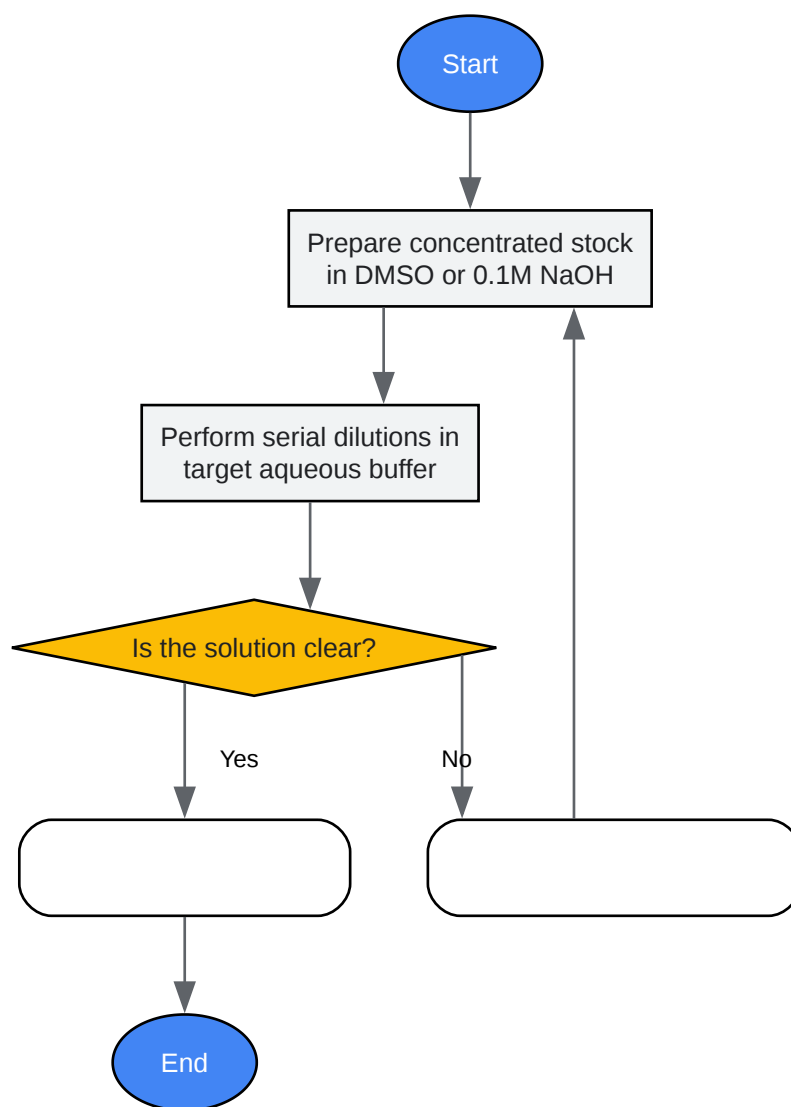 Start
Prepare concentrated stock
in DMSO or 0.1M NaOH
Perform serial dilutions in
target aqueous buffer
Is the solution clear?
Yes
No
End